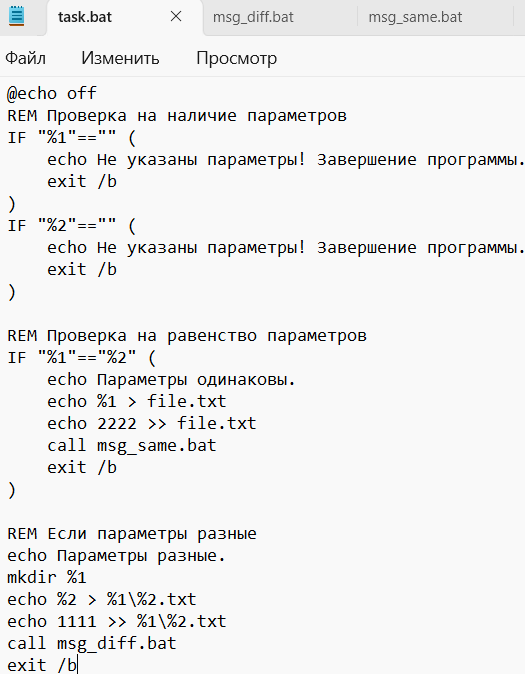 task.bat × msg_diff.bat msg_same.bat
Файл Изменить Просмотр
@echo off
REM Проверка на наличие параметров
IF "%1"=="" (
    echo Не указаны параметры! Завершение программы.
    exit /b
)
IF "%2"=="" (
    echo Не указаны параметры! Завершение программы.
    exit /b
)

REM Проверка на равенство параметров
IF "%1"=="%2" (
    echo Параметры одинаковы.
    echo %1 > file.txt
    echo 2222 >> file.txt
    call msg_same.bat
    exit /b
)

REM Если параметры разные
echo Параметры разные.
mkdir %1
echo %2 > %1\%2.txt
echo 1111 >> %1\%2.txt
call msg_diff.bat
exit /b